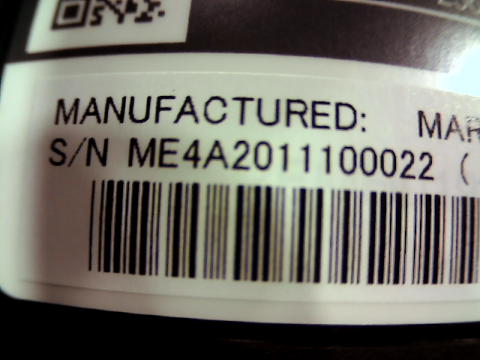 MANUFACTURED: MAR
S/N ME4A2011100022 (